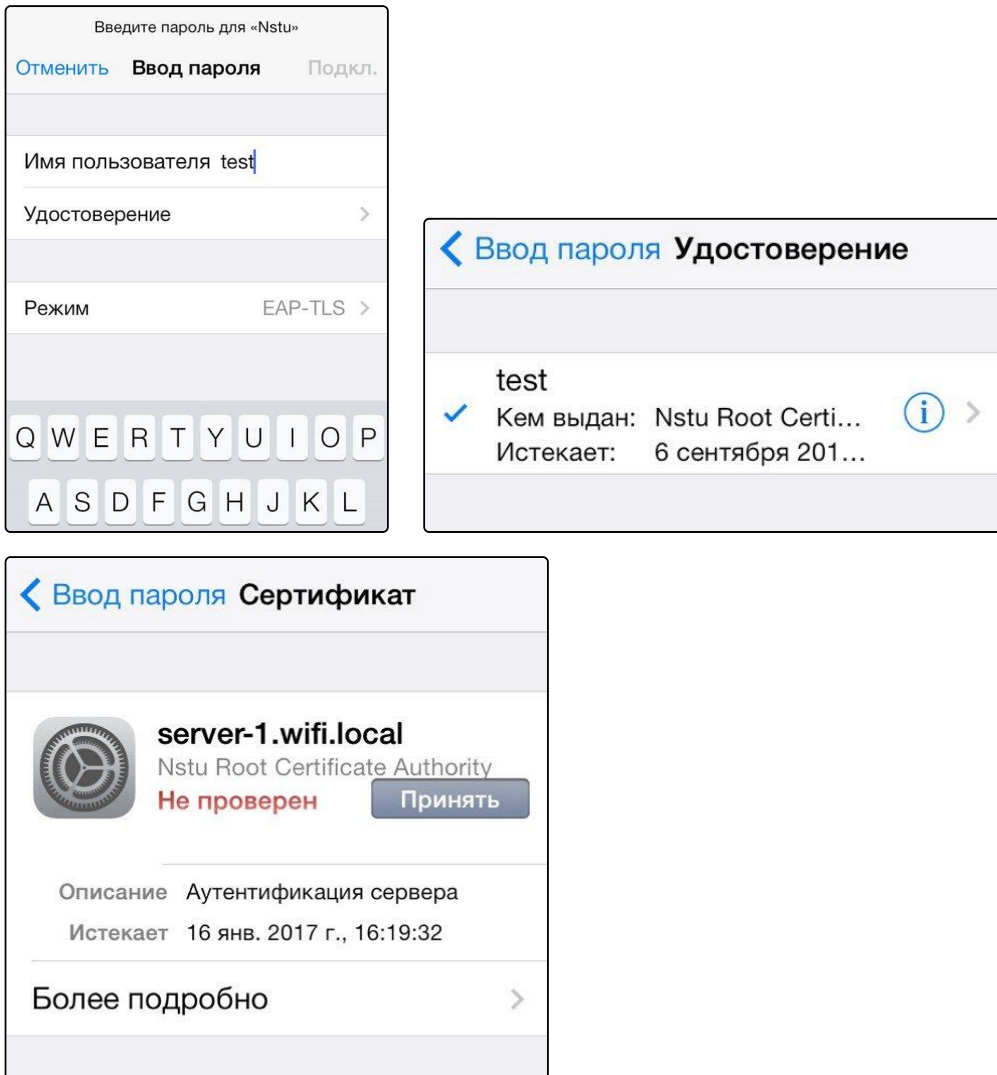 Введите пароль для «Nstu»
Отменить Ввод пароля Подкл.
Имя пользователя test
Удостоверение
Режим EAP-TLS
Q W E R T Y U I O P
A S D F G H J K L
Ввод пароля Удостоверение
test
Кем выдан: Nstu Root Certi...
Истекает: 6 сентября 201...
Ввод пароля Сертификат
server-1.wifi.local
Nstu Root Certificate Authority
Не проверен Принять
Описание Аутентификация сервера
Истекает 16 янв. 2017 г., 16:19:32
Более подробно